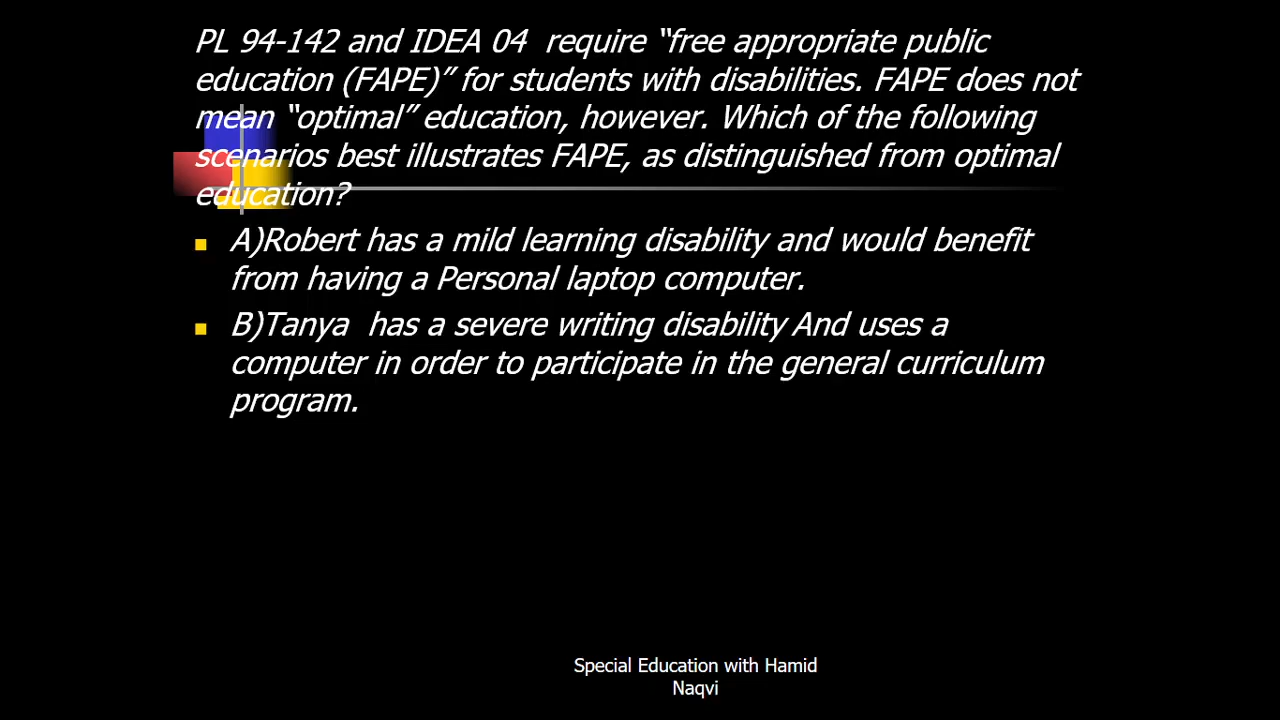 PL 94-142 and IDEA 04  require “free appropriate public
education (FAPE)” for students with disabilities. FAPE does not
mean “optimal” education, however. Which of the following
scenarios best illustrates FAPE, as distinguished from optimal
education?
A)Robert has a mild learning disability and would benefit
from having a Personal laptop computer.
B)Tanya  has a severe writing disability And uses a
computer in order to participate in the general curriculum
program.
Special Education with Hamid
Naqvi